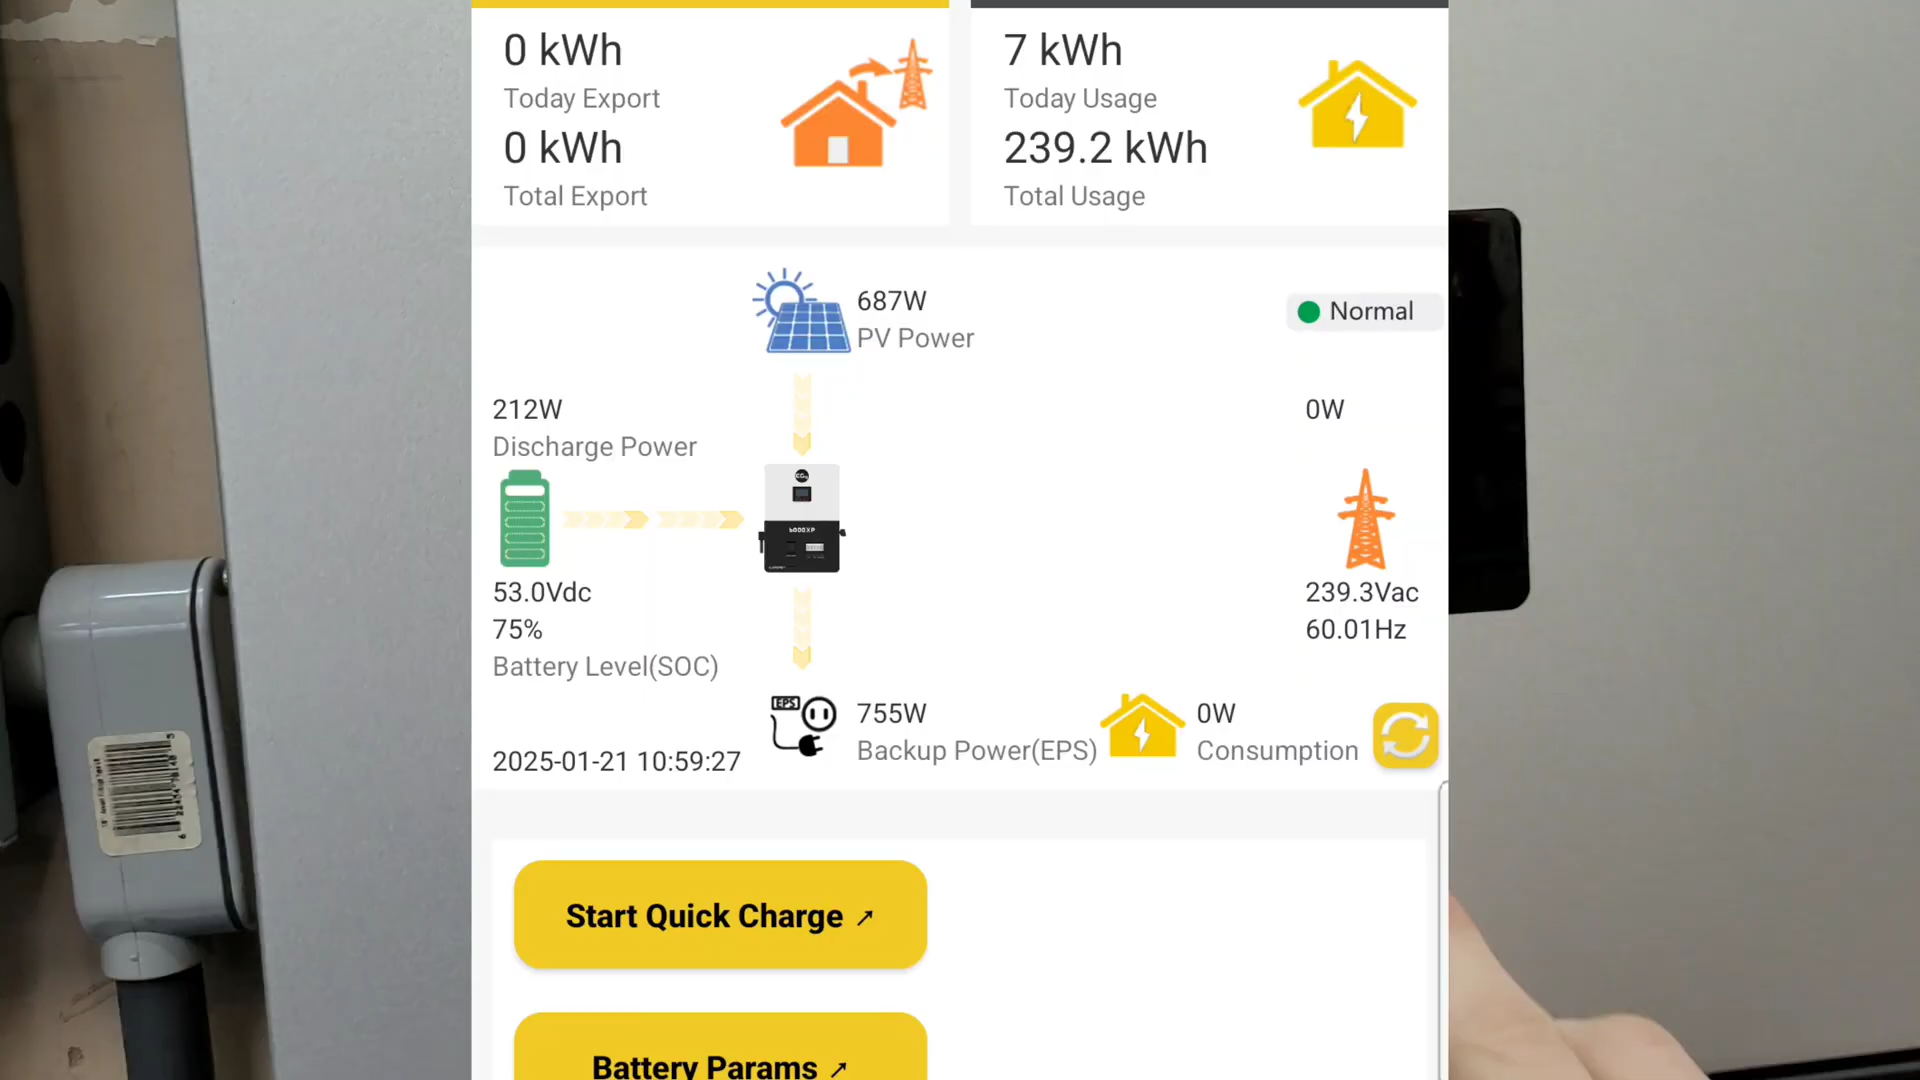 0 kWh
Today Export
0 kWh
Total Export
7 kWh
Today Usage
239.2 kWh
Total Usage
687W
PV Power
Normal
212W
Discharge Power
0W
6000XP
53.0Vdc
75%
Battery Level(SOC)
239.3Vac
60.01Hz
EPS
755W
Backup Power(EPS)
0W
Consumption
2025-01-21 10:59:27
Start Quick Charge ↗
Battery Params ↗